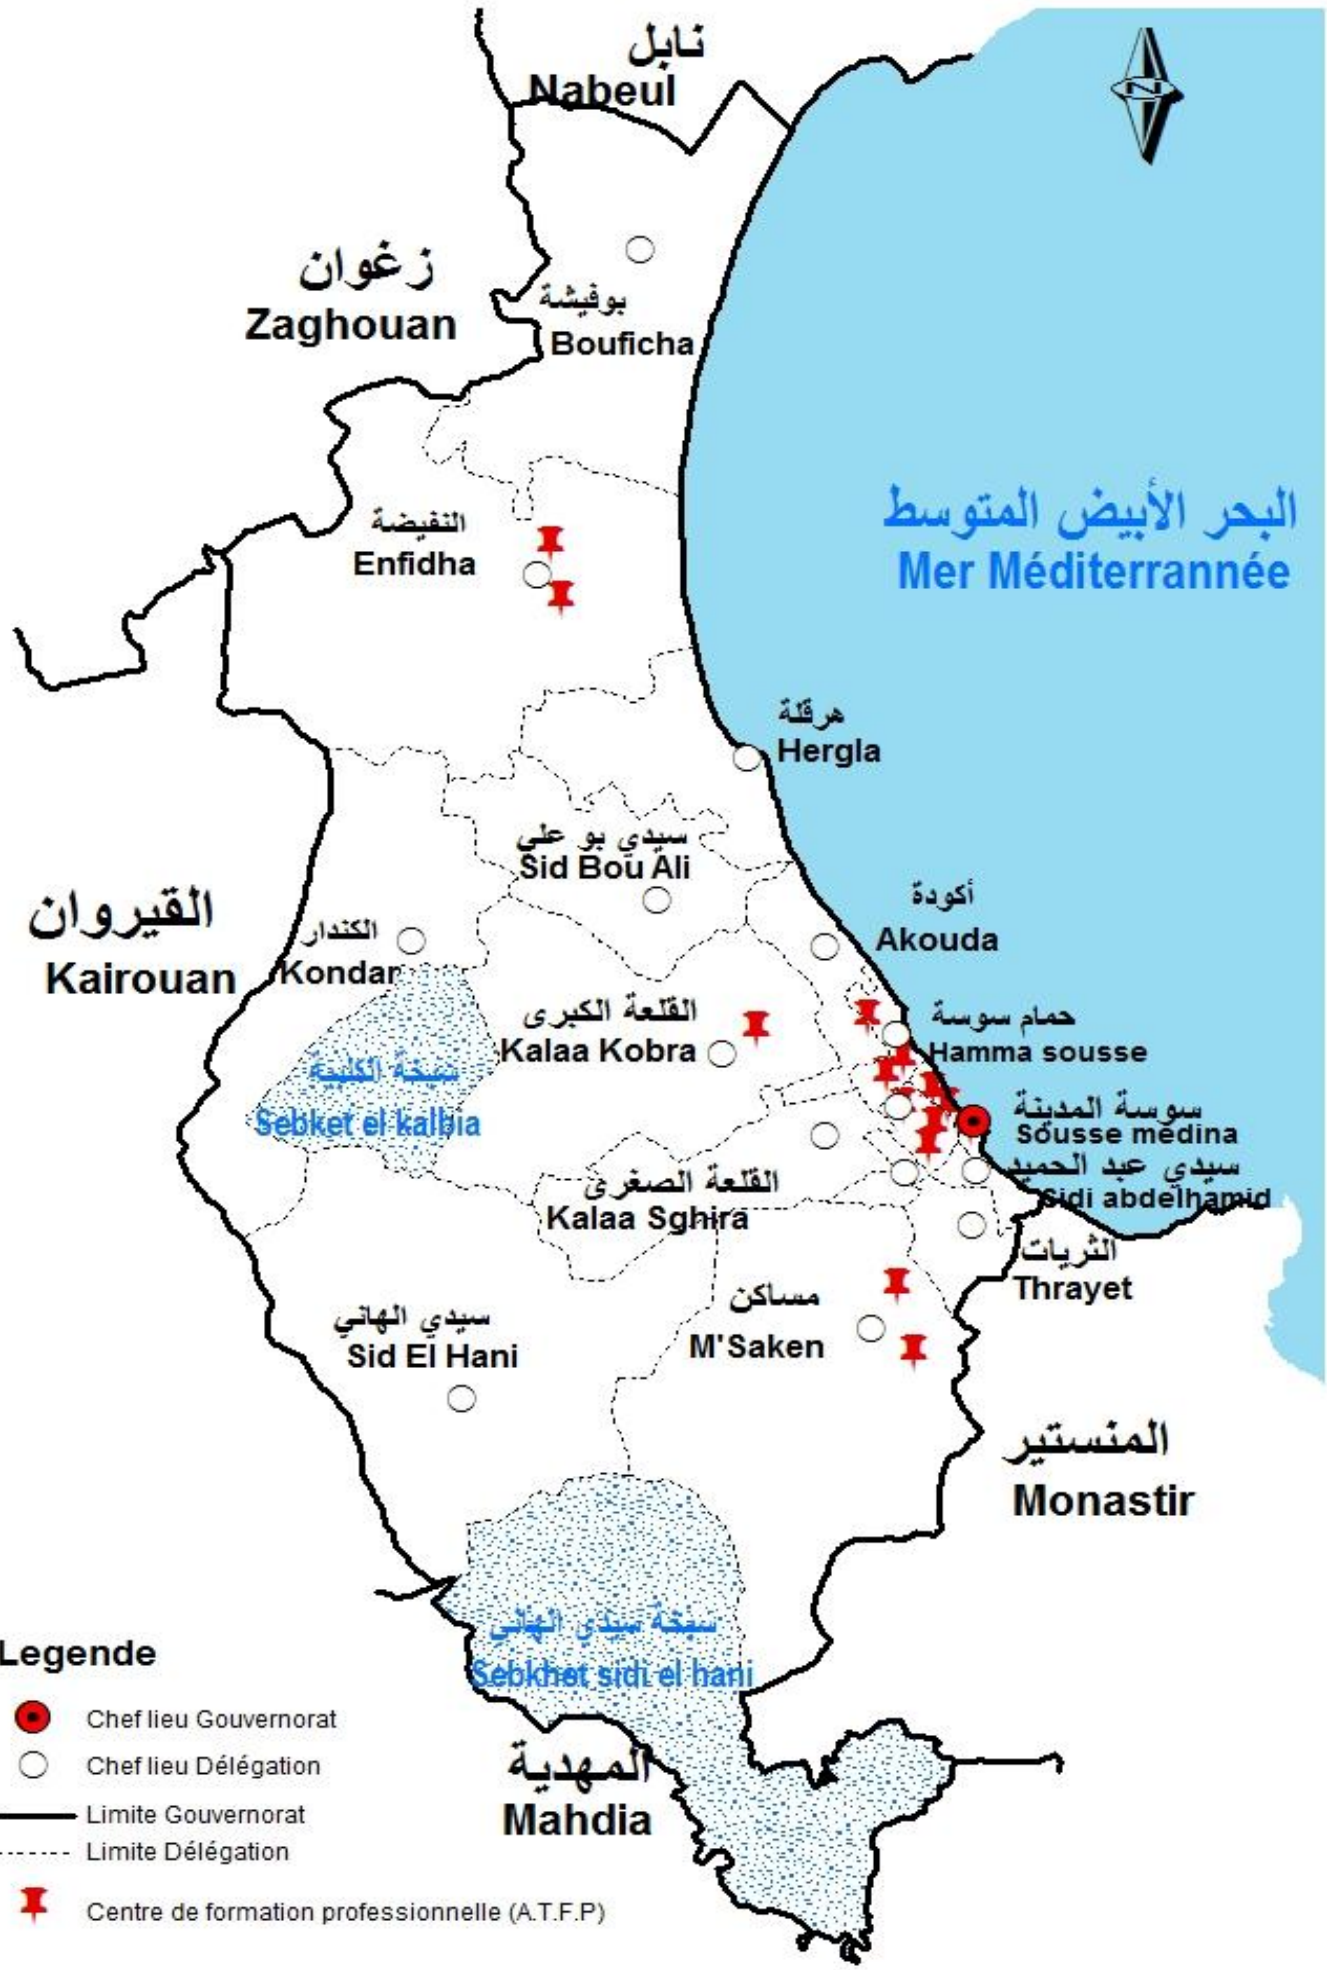 نابل
Nabeul
N
زغوان
Zaghouan
بوفيشة
Bouficha
النفيضة
Enfidha
البحر الأبيض المتوسط
Mer Méditerrannée
هرقلة
Hergla
سيدي بو علي
Sid Bou Ali
أكودة
Akouda
القيروان
Kairouan
الكندار
Kondar
القلعة الكبرى
Kalaa Kobra
حمام سوسة
Hamma sousse
سبخة الكلبية
Sebket el kalbia
سوسة المدينة
Sousse médina
سيدي عبد الحميد
Sidi abdelhamid
القلعة الصغرى
Kalaa Sghira
الثريات
Thrayet
مساكن
M'Saken
سيدي الهاني
Sid El Hani
المنستير
Monastir
سبخة سيدي الهاني
Sebkhet sidi el hani
المهدية
Mahdia
Legende
Chef lieu Gouvernorat
Chef lieu Délégation
Limite Gouvernorat
Limite Délégation
Centre de formation professionnelle (A.T.F.P)